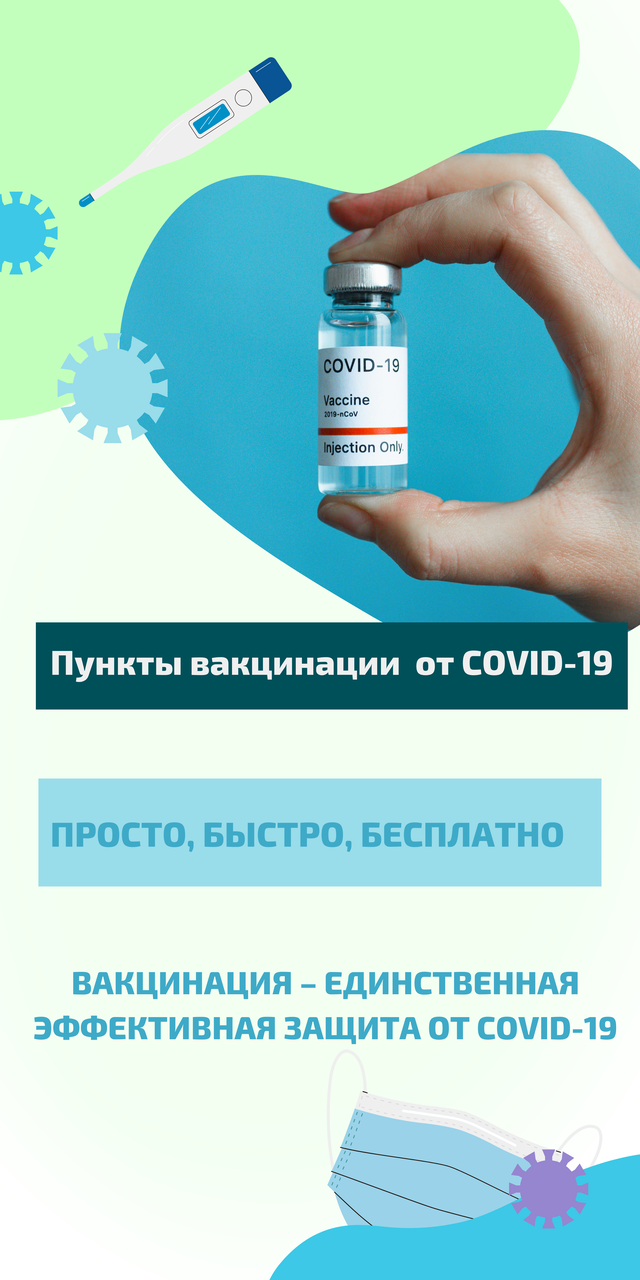 COVID-19
Vaccine
2019-nCoV
Injection Only.
Пункты вакцинации от COVID-19
ПРОСТО, БЫСТРО, БЕСПЛАТНО
ВАКЦИНАЦИЯ – ЕДИНСТВЕННАЯ
ЭФФЕКТИВНАЯ ЗАЩИТА ОТ COVID-19